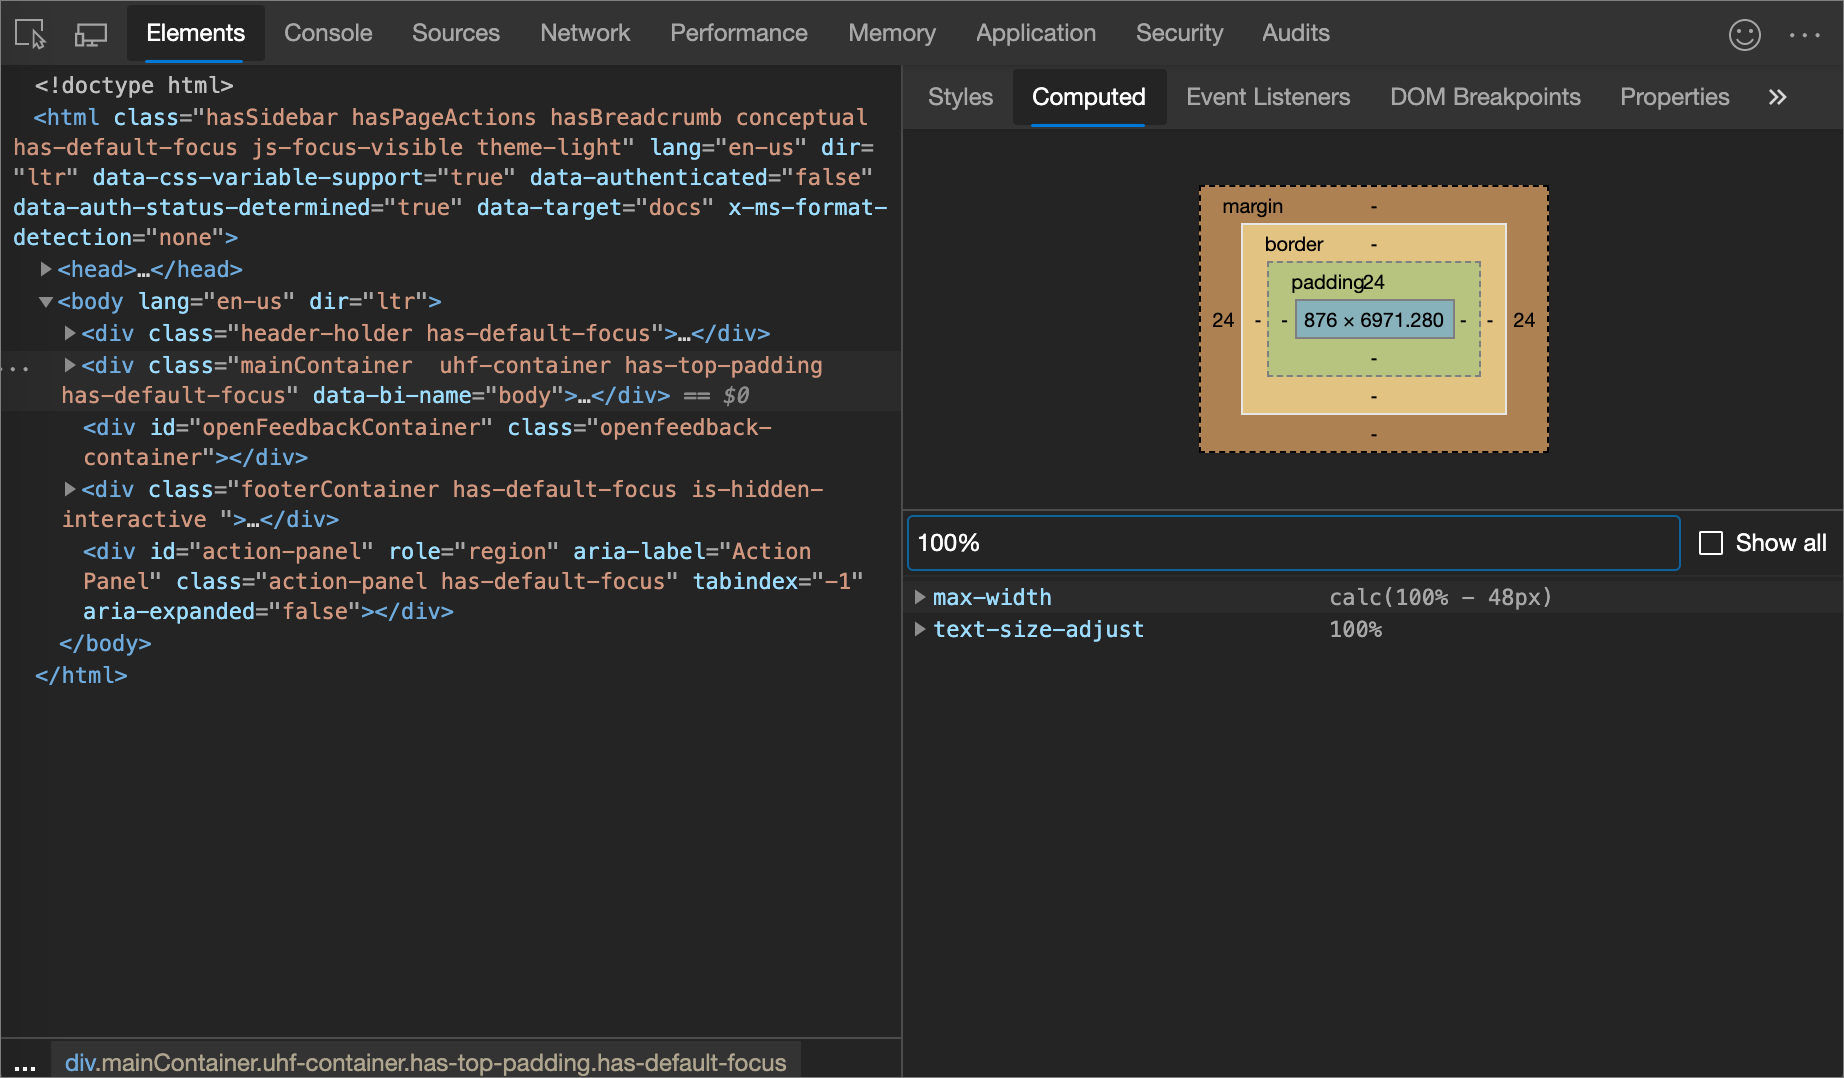 Elements Console Sources Network Performance Memory Application Security Audits ...
<!doctype html>
<html class="hasSidebar hasPageActions hasBreadcrumb conceptual
has-default-focus js-focus-visible theme-light" lang="en-us" dir=
"ltr" data-css-variable-support="true" data-authenticated="false"
data-auth-status-determined="true" data-target="docs" x-ms-format-
detection="none">
<head>…</head>
<body lang="en-us" dir="ltr">
<div class="header-holder has-default-focus">…</div>
... <div class="mainContainer  uhf-container has-top-padding
has-default-focus" data-bi-name="body">…</div> == $0
<div id="openFeedbackContainer" class="openfeedback-
container"></div>
<div class="footerContainer has-default-focus is-hidden-
interactive ">…</div>
<div id="action-panel" role="region" aria-label="Action
Panel" class="action-panel has-default-focus" tabindex="-1"
aria-expanded="false"></div>
</body>
</html>
... div.mainContainer.uhf-container.has-top-padding.has-default-focus
Styles Computed Event Listeners DOM Breakpoints Properties »
margin -
border -
padding24
24 - - 876 × 6971.280 - - 24
-
-
-
100% Show all
max-width calc(100% - 48px)
text-size-adjust 100%